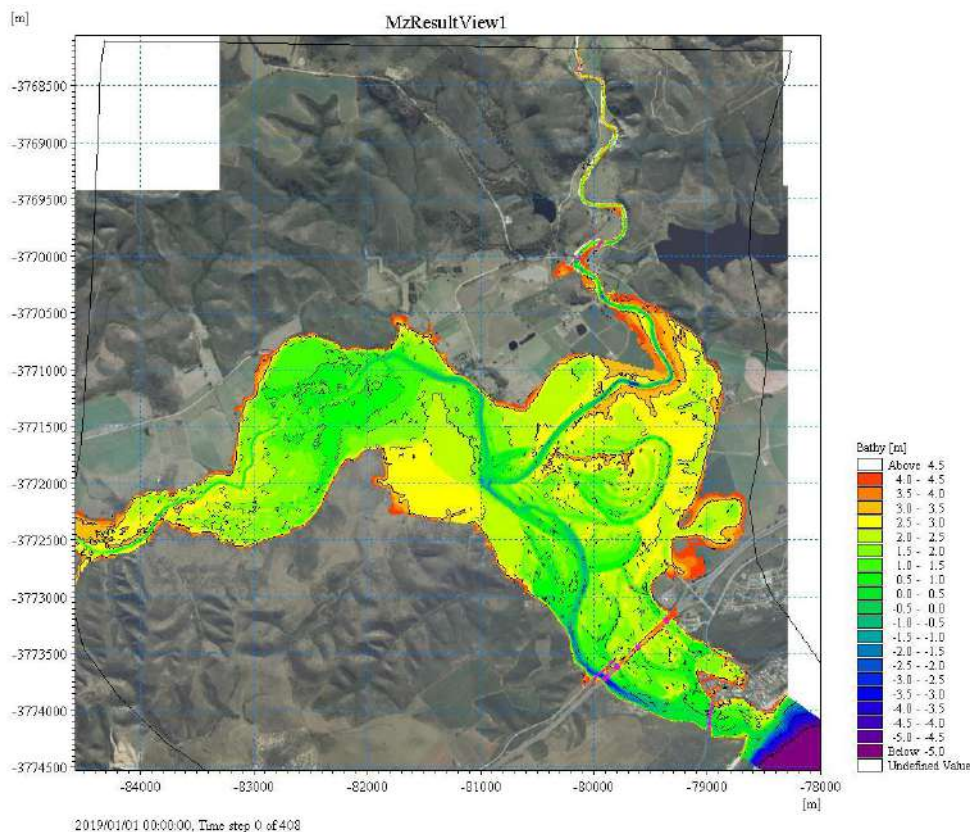 [m]
MzResultView1
-3768500
-3769000
-3769500
-3770000
-3770500
-3771000
-3771500
-3772000
-3772500
-3773000
-3773500
-3774000
-3774500
-84000 -83000 -82000 -81000 -80000 -79000 -78000
[m]
Bathy [m]
Above 4.5
4.0 - 4.5
3.5 - 4.0
3.0 - 3.5
2.5 - 3.0
2.0 - 2.5
1.5 - 2.0
1.0 - 1.5
0.5 - 1.0
0.0 - 0.5
-0.5 - 0.0
-1.0 - -0.5
-1.5 - -1.0
-2.0 - -1.5
-2.5 - -2.0
-3.0 - -2.5
-3.5 - -3.0
-4.0 - -3.5
-4.5 - -4.0
-5.0 - -4.5
Below -5.0
Undefined Value
2019/01/01 00:00:00, Time step 0 of 408